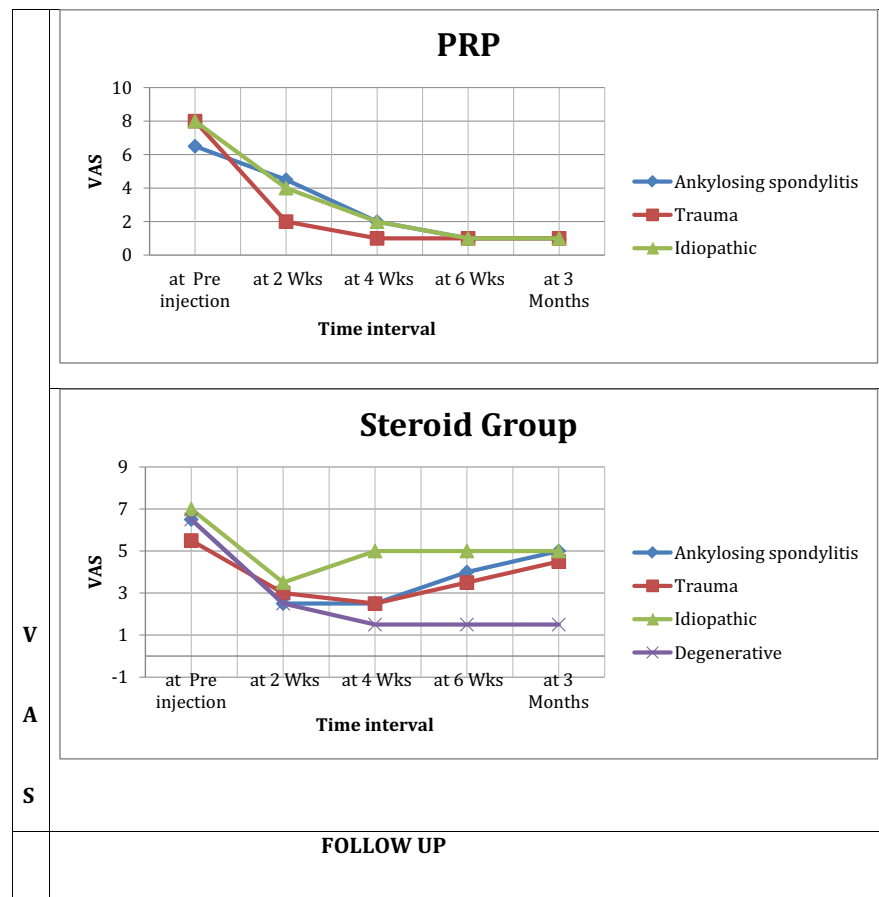 PRP
10
8
6
4
2
0
VAS
at Pre injection
at 2 Wks
at 4 Wks
at 6 Wks
at 3 Months
Time interval
Ankylosing spondylitis
Trauma
Idiopathic
Steroid Group
9
7
5
3
1
-1
VAS
at Pre injection
at 2 Wks
at 4 Wks
at 6 Wks
at 3 Months
Time interval
Ankylosing spondylitis
Trauma
Idiopathic
Degenerative
V
A
S
FOLLOW UP